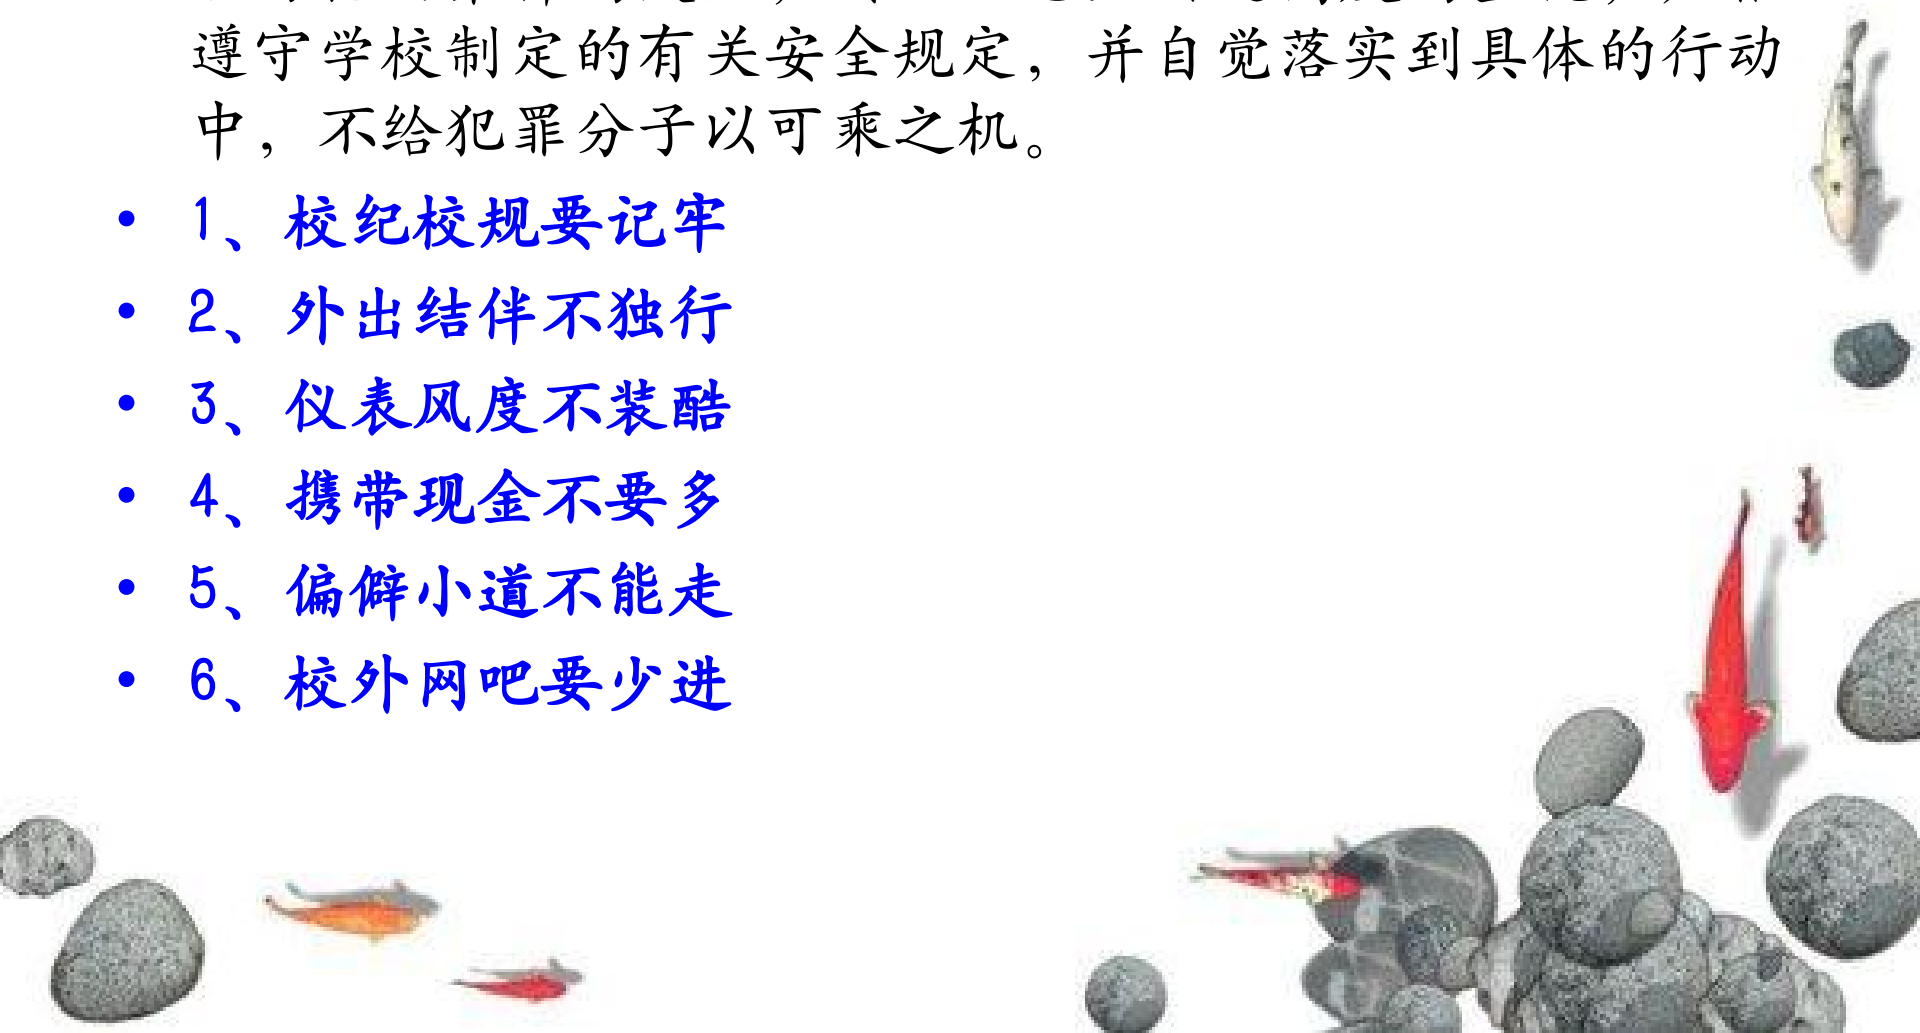 遵守学校制定的有关安全规定，并自觉落实到具体的行动
中，不给犯罪分子以可乘之机。
• 1、校纪校规要记牢
• 2、外出结伴不独行
• 3、仪表风度不装酷
• 4、携带现金不要多
• 5、偏僻小道不能走
• 6、校外网吧要少进